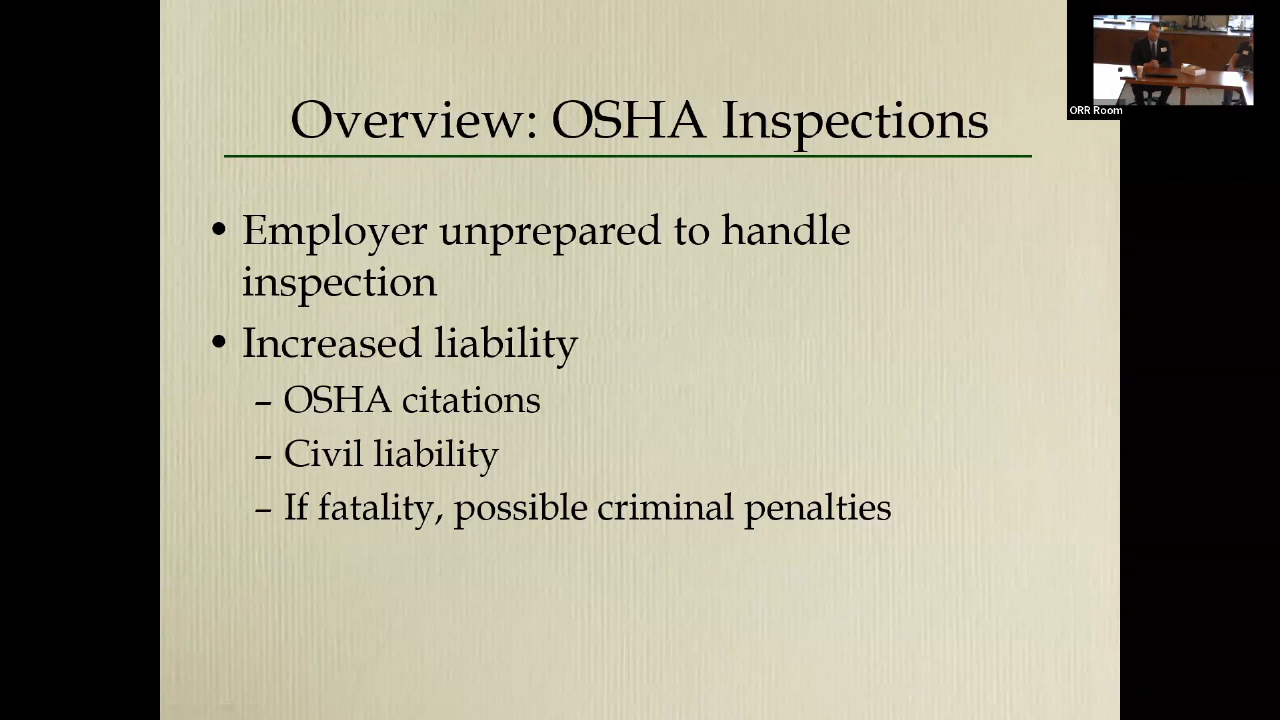 Overview: OSHA Inspections
ORR Room
• Employer unprepared to handle
inspection
• Increased liability
– OSHA citations
– Civil liability
– If fatality, possible criminal penalties